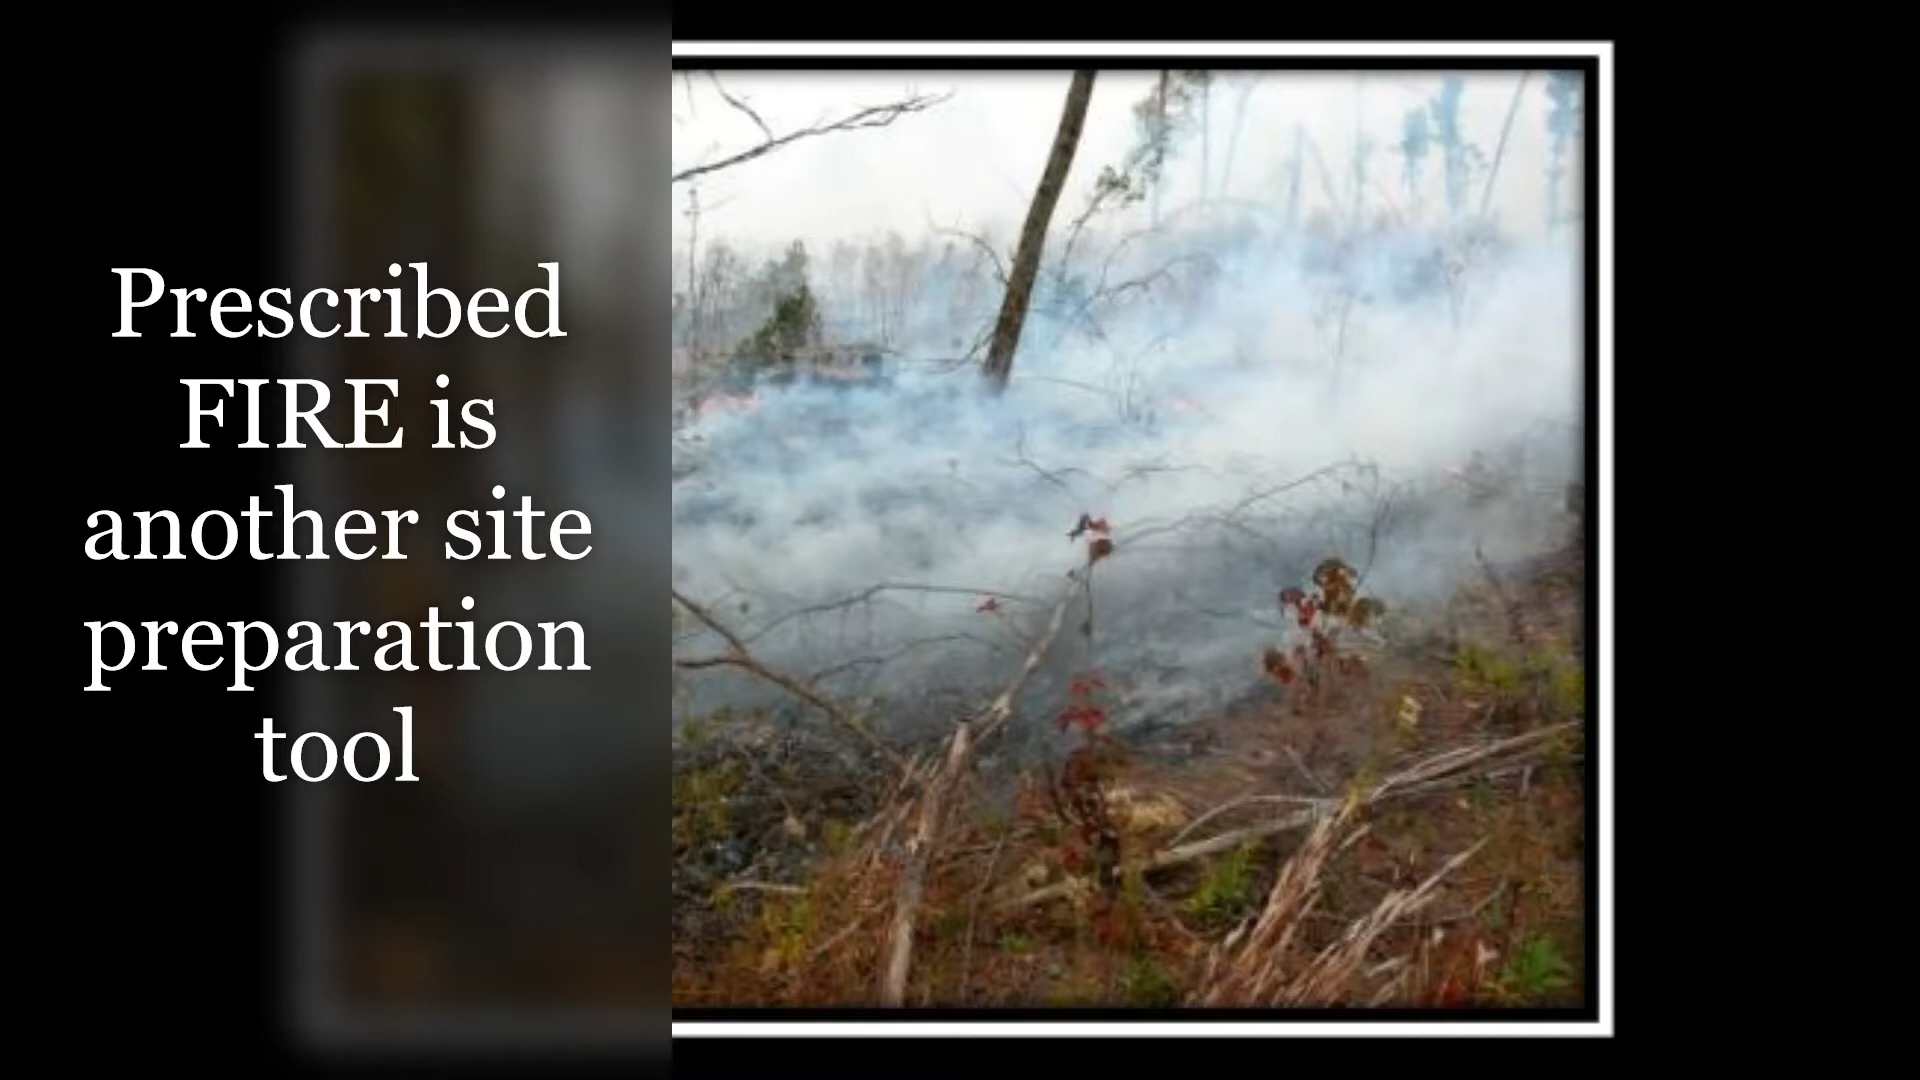 Prescribed
FIRE is
another site
preparation
tool